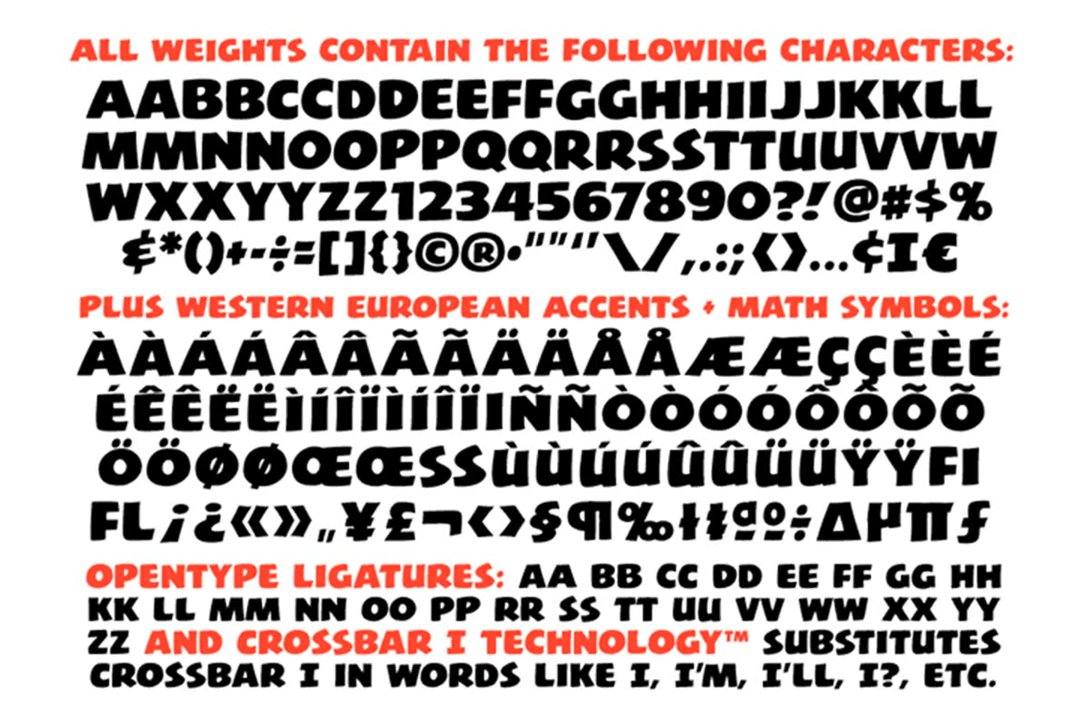 ALL WEIGHTS CONTAIN THE FOLLOWING CHARACTERS:
AABBCCDDEEFFGGHHIIJJKKLL
MMNNOOPPQQRRSSTTUUVVW
WXXYYZZ1234567890?!@#$%
&*()+-÷=[]{}©®•"""‘’\/,.:;‹›...¢I€
PLUS WESTERN EUROPEAN ACCENTS + MATH SYMBOLS:
ÀÀÁÁÂÂÃÃÄÄÅÅÆÆÇÇÈÈÉ
ÉÊÊËËÌÍÎÏÌÍÎÏIÑÑÒÒÓÓÔÔÕÕ
ÖÖØØŒŒSSÙÙÚÚÛÛÜÜŸŸFI
FL¡¿«»„¥£¬‹›§¶‰†‡ªº÷∆µπƒ
OPENTYPE LIGATURES: AA BB CC DD EE FF GG HH
KK LL MM NN OO PP RR SS TT UU VV WW XX YY
ZZ AND CROSSBAR I TECHNOLOGY™ SUBSTITUTES
CROSSBAR I IN WORDS LIKE I, I'M, I'LL, I?, ETC.